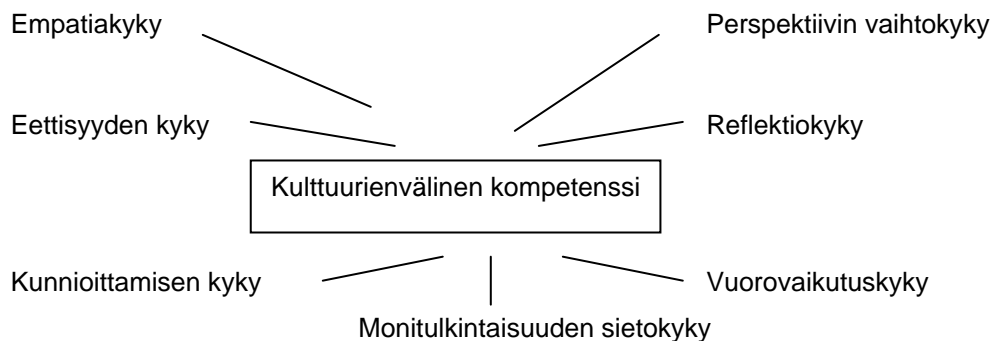 Empatiakyky
Perspektiivin vaihtokyky
Eettisyyden kyky
Reflektiokyky
Kulttuurienvälinen kompetenssi
Kunnioittamisen kyky
Vuorovaikutuskyky
Monitulkintaisuuden sietokyky